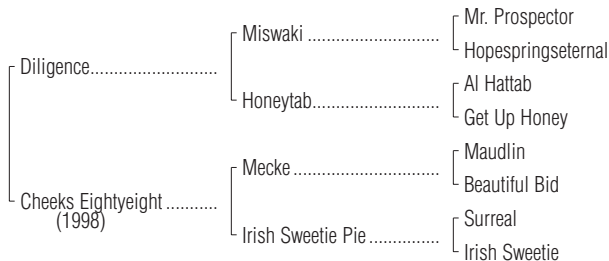 Mr. Prospector
Miswaki ..............................
Hopespringseternal
Diligence.............................
Al Hattab
Honeytab.............................
Get Up Honey
Maudlin
Mecke .................................
Beautiful Bid
Cheeks Eightyeight ...........
(1998)
Surreal
Irish Sweetie Pie................
Irish Sweetie